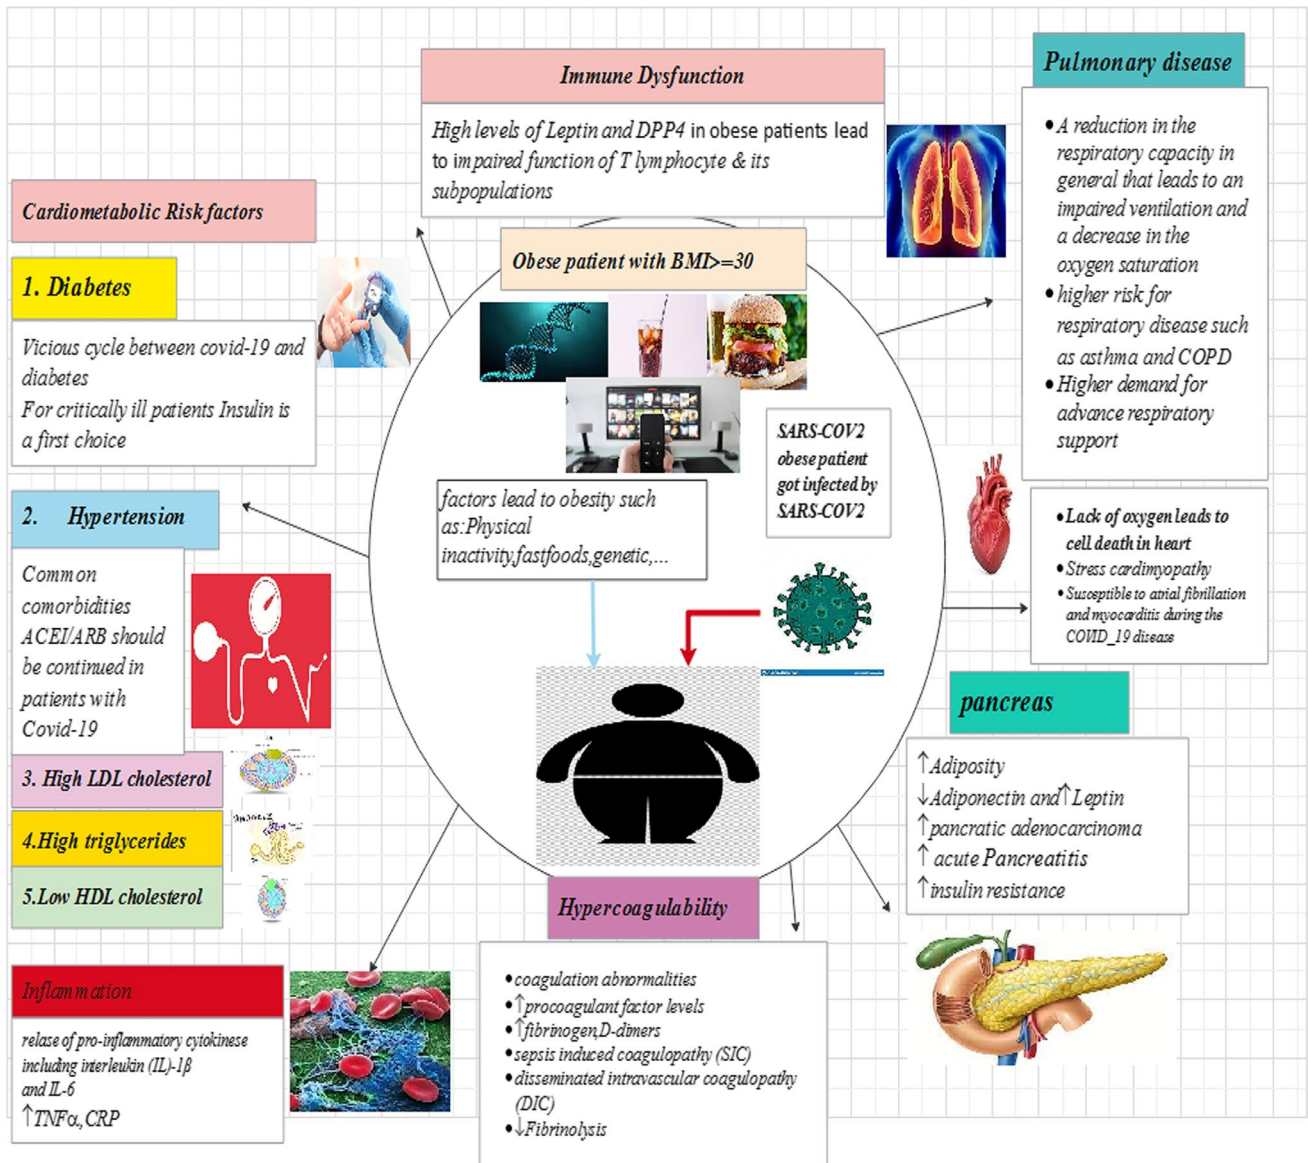 Immune Dysfunction
High levels of Leptin and DPP4 in obese patients lead
to impaired function of T lymphocyte & its
subpopulations
Pulmonary disease
• A reduction in the
respiratory capacity in
general that leads to an
impaired ventilation and
a decrease in the
oxygen saturation
• higher risk for
respiratory disease such
as asthma and COPD
• Higher demand for
advance respiratory
support
Cardiometabolic Risk factors
1. Diabetes
Vicious cycle between covid-19 and
diabetes
For critically ill patients Insulin is
a first choice
2. Hypertension
Common
comorbidities
ACEI/ARB should
be continued in
patients with
Covid-19
3. High LDL cholesterol
4.High triglycerides
5.Low HDL cholesterol
Obese patient with BMI>=30
SARS-COV2
obese patient
got infected by
SARS-COV2
factors lead to obesity such
as:Physical
inactivity,fastfoods,genetic,...
• Lack of oxygen leads to
cell death in heart
• Stress cardimyopathy
• Susceptible to atrial fibrillation
and myocarditis during the
COVID_19 disease
pancreas
↑Adiposity
↓Adiponectin and↑Leptin
↑pancratic adenocarcinoma
↑ acute Pancreatitis
↑insulin resistance
Inflammation
relase of pro-inflammatory cytokinese
including interleukin (IL)-1β
and IL-6
↑TNFα,CRP
Hypercoagulability
• coagulation abnormalities
• ↑procoagulant factor levels
• ↑fibrinogen,D-dimers
• sepsis induced coagulopathy (SIC)
• disseminated intravascular coagulopathy
(DIC)
• ↓Fibrinolysis